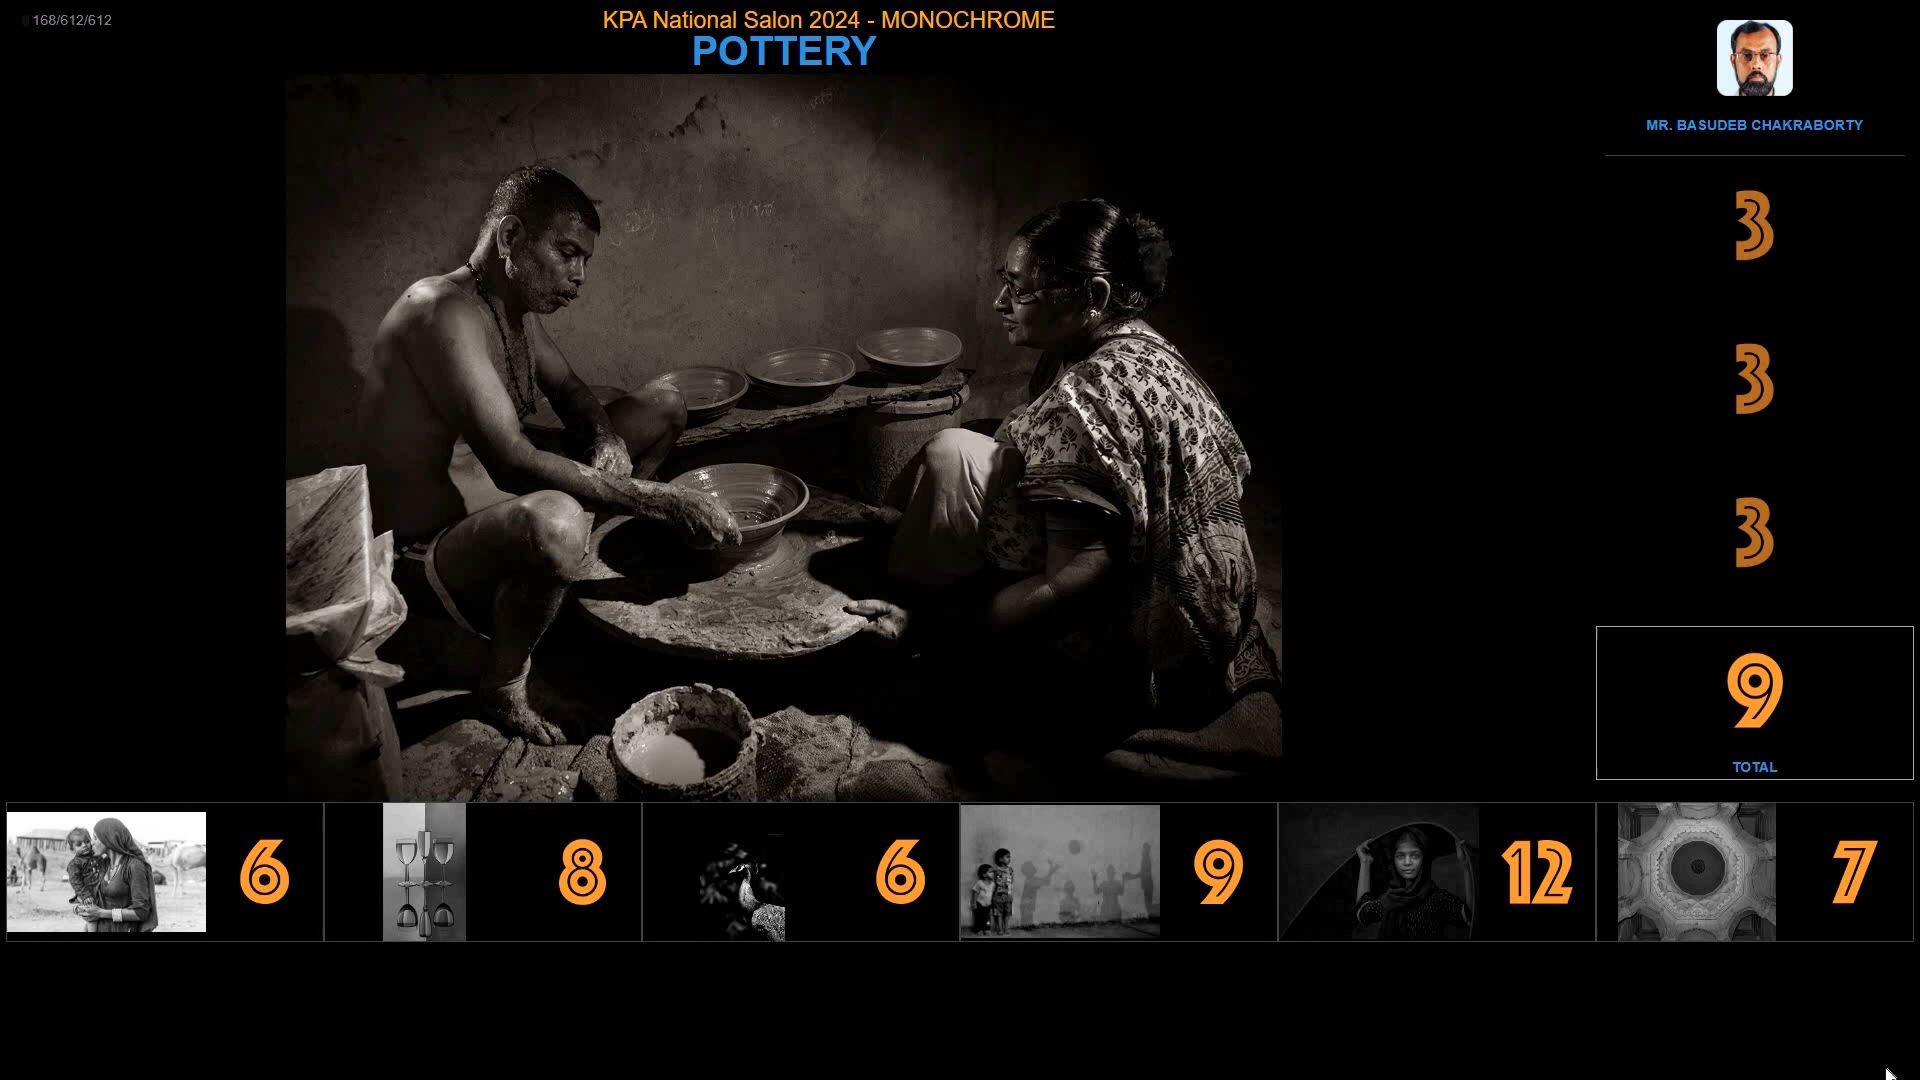 168/612/612
KPA National Salon 2024 - MONOCHROME
POTTERY
MR. BASUDEB CHAKRABORTY
3
3
3
9
TOTAL
6
8
6
9
12
7